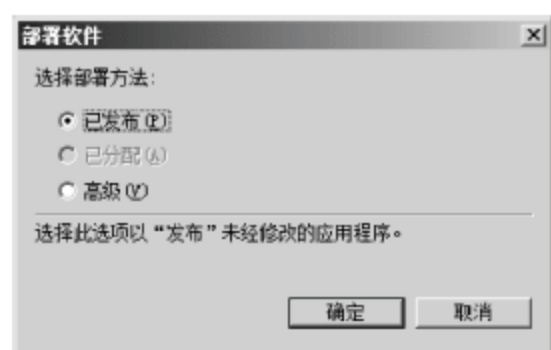 部署软件
选择部署方法:
已发布(P)
已分配(A)
高级(V)
选择此选项以“发布”未经修改的应用程序。
确定 取消